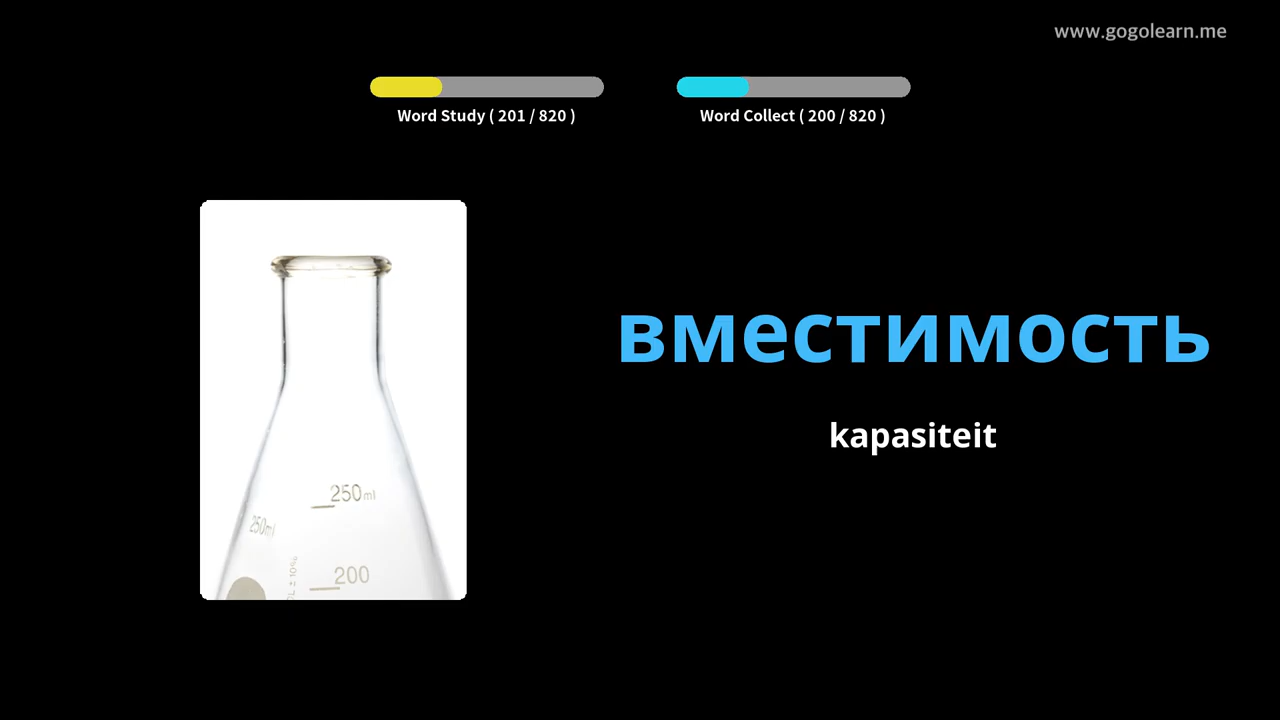 www.gogolearn.me
Word Study ( 201 / 820 )
Word Collect ( 200 / 820 )
вместимость
kapasiteit
250ml
250ml
200